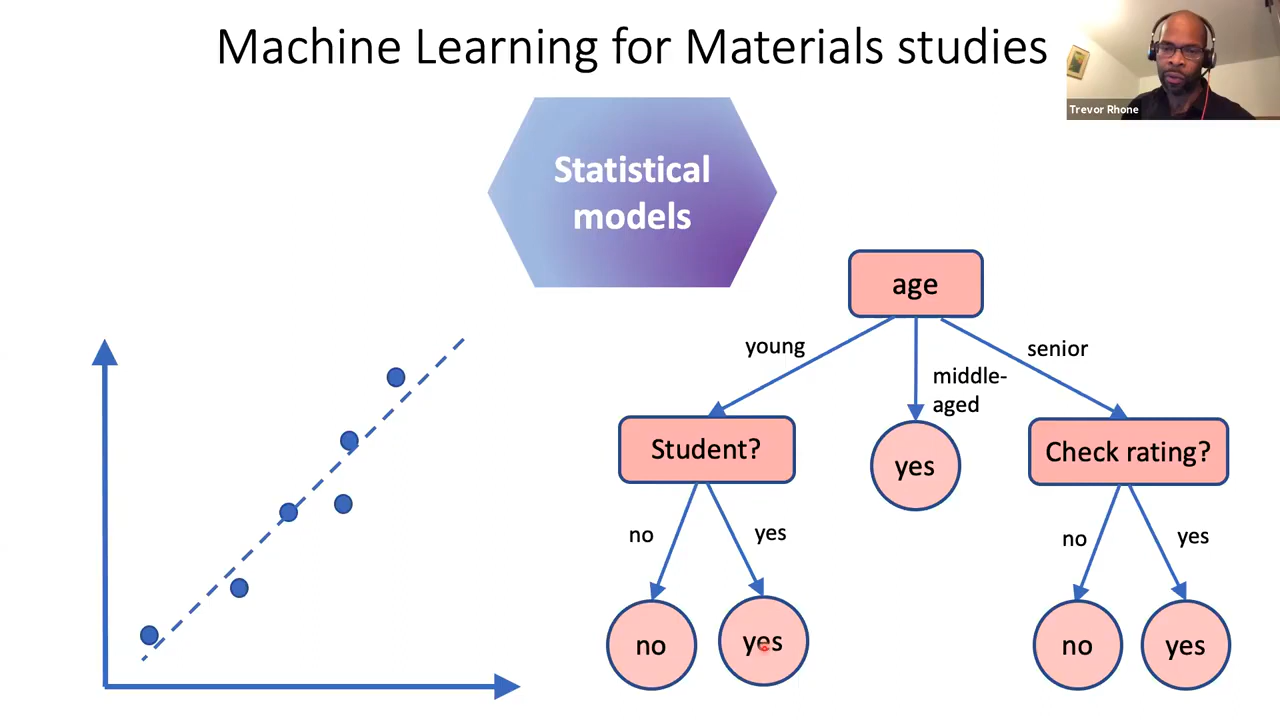 Machine Learning for Materials studies
Trevor Rhone
Statistical
models
age
young
middle-
aged
senior
Student?
yes
Check rating?
no
yes
no
yes
no
yes
no
yes